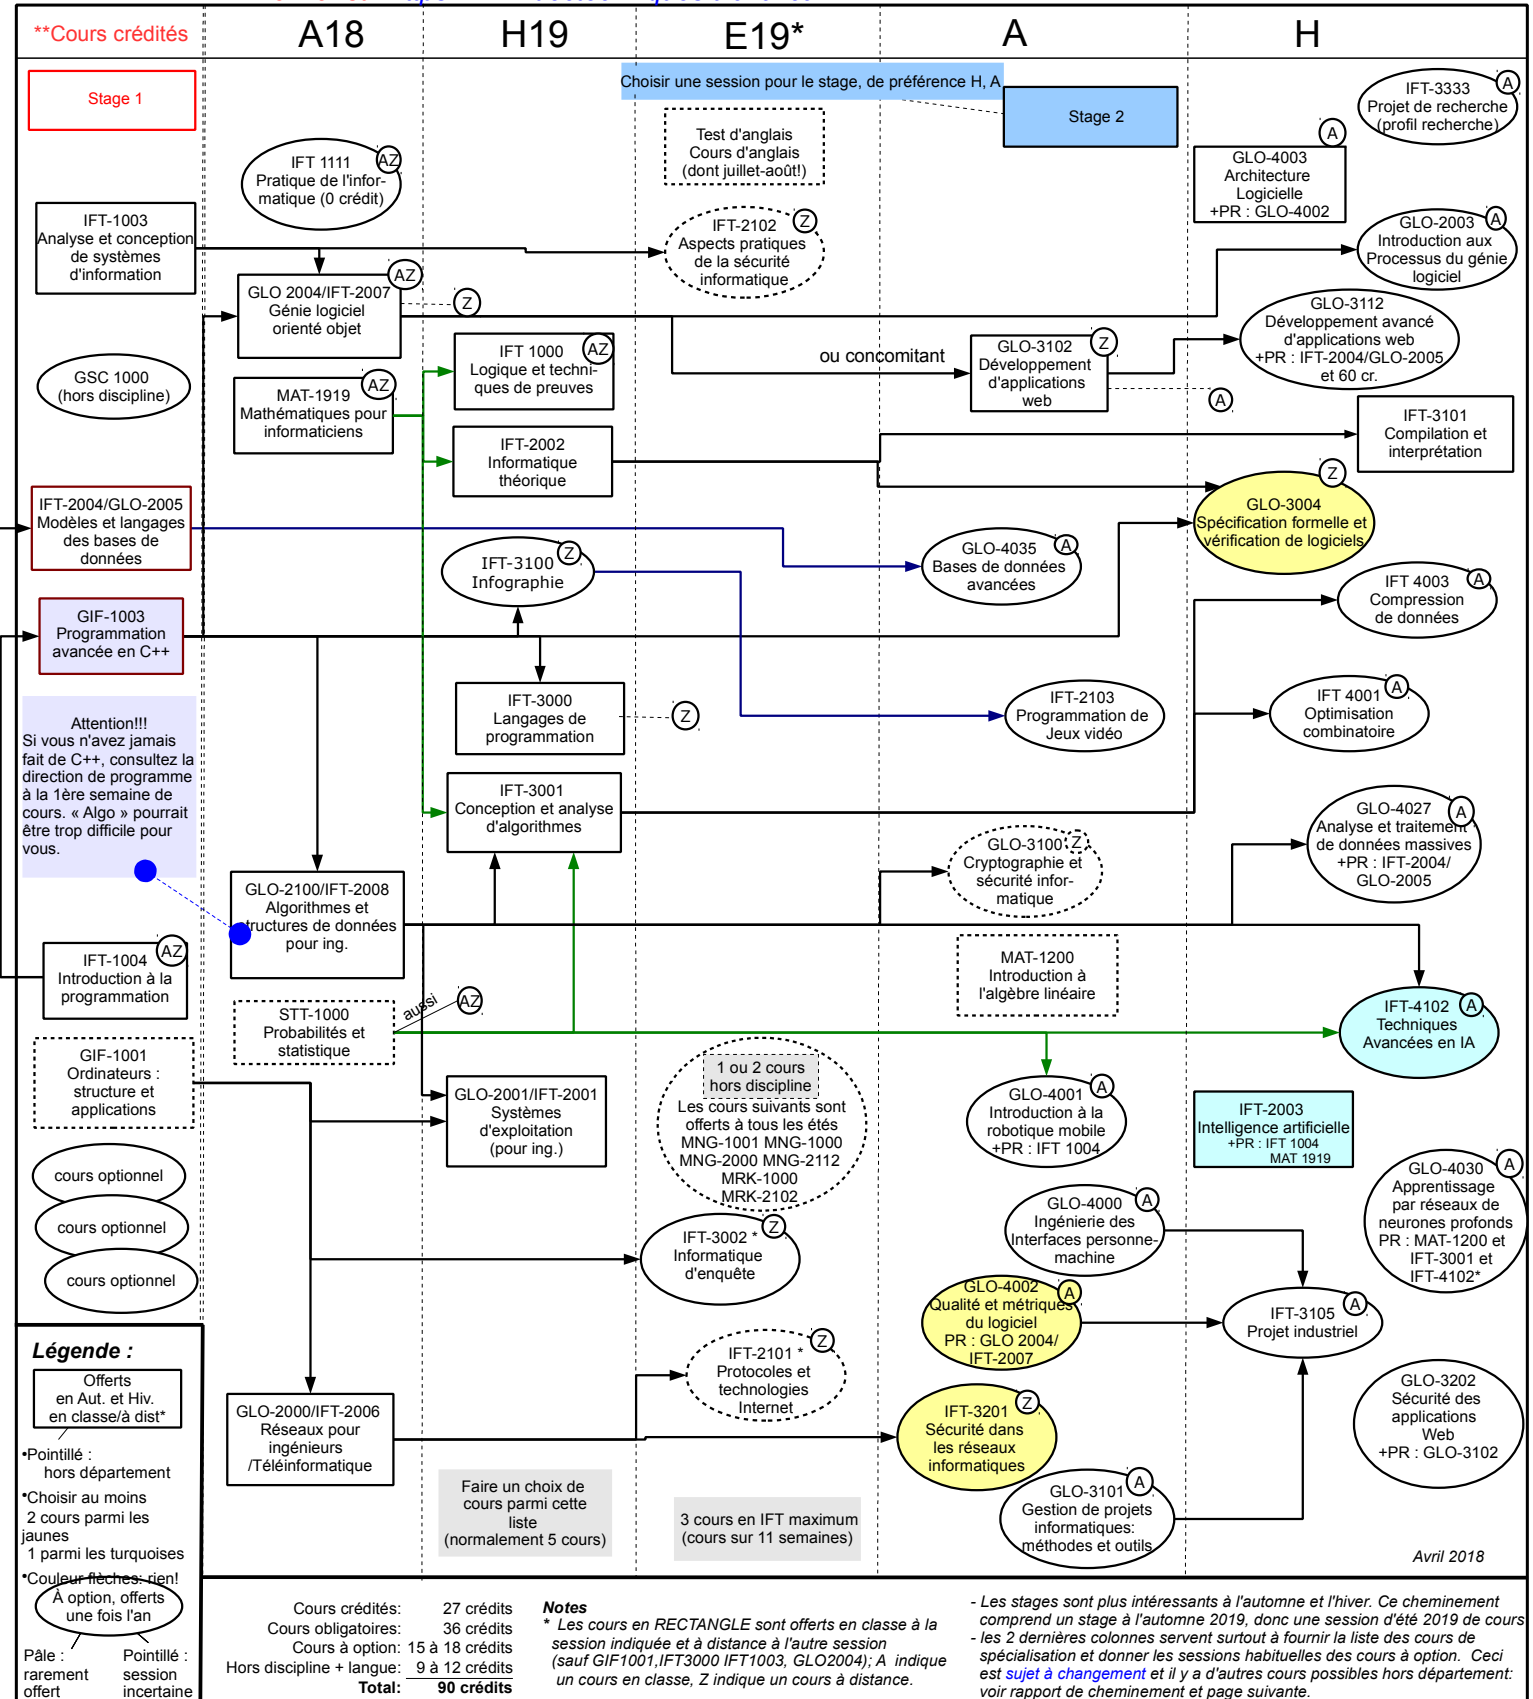 **Cours crédités
A18
H19
E19*
A
H
Stage 1
Choisir une session pour le stage, de préférence H, A
Stage 2
IFT-3333
Projet de recherche
(profil recherche)
A
IFT 1111
Pratique de l'infor-
matique (0 crédit)
AZ
Test d'anglais
Cours d'anglais
(dont juillet-août!)
GLO-4003
Architecture
Logicielle
+PR : GLO-4002
A
IFT-1003
Analyse et conception
de systèmes
d'information
IFT-2102
Aspects pratiques
de la sécurité
informatique
Z
GLO-2003
Introduction aux
Processus du génie
logiciel
A
GLO 2004/IFT-2007
Génie logiciel
orienté objet
AZ
Z
GLO-3112
Développement avancé
d'applications web
+PR : IFT-2004/GLO-2005
et 60 cr.
IFT 1000
Logique et techni-
ques de preuves
AZ
ou concomitant
GLO-3102
Développement
d'applications
web
Z
A
GSC 1000
(hors discipline)
MAT-1919
Mathématiques pour
informaticiens
AZ
IFT-3101
Compilation et
interprétation
IFT-2002
Informatique
théorique
IFT-2004/GLO-2005
Modèles et langages
des bases de
données
GLO-3004
Spécification formelle et
vérification de logiciels
Z
IFT-3100
Infographie
Z
GLO-4035
Bases de données
avancées
A
IFT 4003
Compression
de données
A
GIF-1003
Programmation
avancée en C++
IFT-3000
Langages de
programmation
Z
IFT-2103
Programmation de
Jeux vidéo
IFT 4001
Optimisation
combinatoire
A
Attention!!!
Si vous n'avez jamais
fait de C++, consultez la
direction de programme
à la 1ère semaine de
cours. « Algo » pourrait
être trop difficile pour
vous.
IFT-3001
Conception et analyse
d'algorithmes
GLO-3100
Cryptographie et
sécurité infor-
matique
Z
GLO-4027
Analyse et traitement
de données massives
+PR : IFT-2004/
GLO-2005
A
GLO-2100/IFT-2008
Algorithmes et
structures de données
pour ing.
IFT-1004
Introduction à la
programmation
AZ
MAT-1200
Introduction à
l'algèbre linéaire
STT-1000
Probabilités et
statistique
aussi
AZ
IFT-4102
Techniques
Avancées en IA
A
GIF-1001
Ordinateurs :
structure et
applications
1 ou 2 cours
hors discipline
Les cours suivants sont
offerts à tous les étés
MNG-1001 MNG-1000
MNG-2000 MNG-2112
MRK-1000
MRK-2102
GLO-2001/IFT-2001
Systèmes
d'exploitation
(pour ing.)
GLO-4001
Introduction à la
robotique mobile
+PR : IFT 1004
A
IFT-2003
Intelligence artificielle
+PR : IFT 1004
MAT 1919
cours optionnel
cours optionnel
cours optionnel
GLO-4030
Apprentissage
par réseaux de
neurones profonds
PR : MAT-1200 et
IFT-3001 et
IFT-4102*
A
GLO-4000
Ingénierie des
Interfaces personne-
machine
A
IFT-3002 *
Informatique
d'enquête
Z
GLO-4002
Qualité et métriques
du logiciel
PR : GLO 2004/
IFT-2007
A
IFT-3105
Projet industriel
A
IFT-2101 *
Protocoles et
technologies
Internet
Z
GLO-3202
Sécurité des
applications
Web
+PR : GLO-3102
GLO-2000/IFT-2006
Réseaux pour
ingénieurs
/Téléinformatique
IFT-3201
Sécurité dans
les réseaux
informatiques
Z
GLO-3101
Gestion de projets
informatiques:
méthodes et outils
A
Faire un choix de
cours parmi cette
liste
(normalement 5 cours)
3 cours en IFT maximum
(cours sur 11 semaines)
Avril 2018
Légende :
Offerts
en Aut. et Hiv.
en classe/à dist*
•Pointillé :
hors département
•Choisir au moins
2 cours parmi les
jaunes
1 parmi les turquoises
•Couleur flèches: rien!
À option, offerts
une fois l'an
Pâle :
rarement
offert
Pointillé :
session
incertaine
Cours crédités: 27 crédits
Cours obligatoires: 36 crédits
Cours à option: 15 à 18 crédits
Hors discipline + langue: 9 à 12 crédits
Total: 90 crédits
Notes
* Les cours en RECTANGLE sont offerts en classe à la
session indiquée et à distance à l'autre session
(sauf GIF1001,IFT3000 IFT1003, GLO2004); A indique
un cours en classe, Z indique un cours à distance.
- Les stages sont plus intéressants à l'automne et l'hiver. Ce cheminement
comprend un stage à l'automne 2019, donc une session d'été 2019 de cours
- les 2 dernières colonnes servent surtout à fournir la liste des cours de
spécialisation et donner les sessions habituelles des cours à option. Ceci
est sujet à changement et il y a d'autres cours possibles hors département:
voir rapport de cheminement et page suivante.